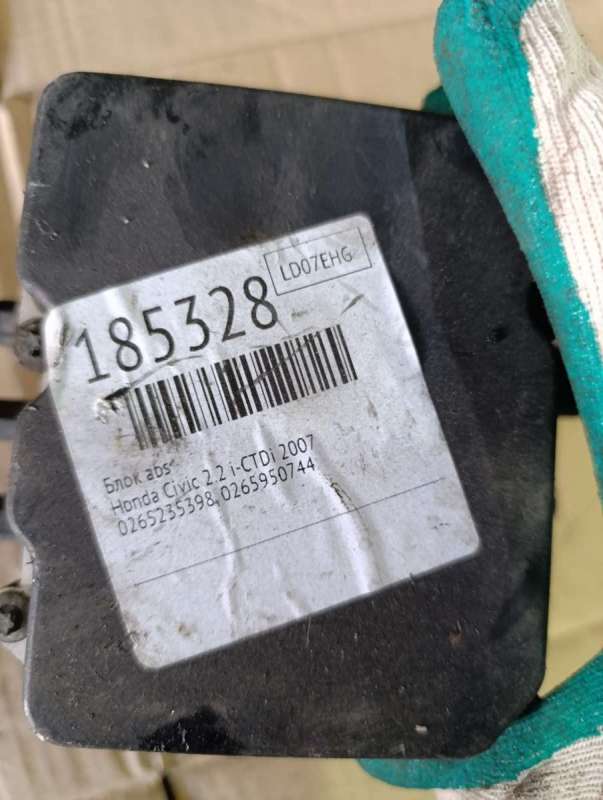 LD07EHG
185328
Блок abs
Honda Civic 2.2 i-CTDi 2007
0265235398, 0265950744